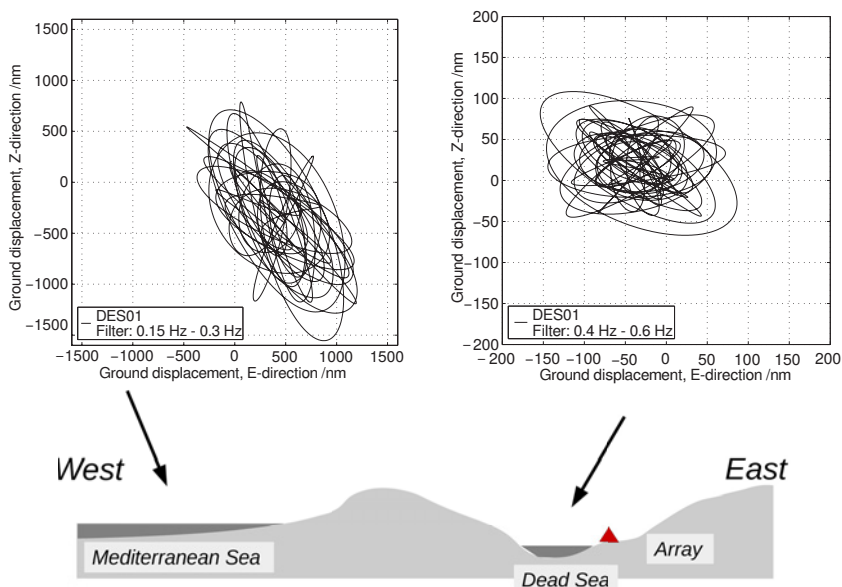 Ground displacement, Z-direction /nm
1500
1000
500
0
−500
−1000
−1500
DES01
Filter: 0.15 Hz - 0.3 Hz
−1500 −1000 −500 0 500 1000 1500
Ground displacement, E-direction /nm
Ground displacement, Z-direction /nm
200
150
100
50
0
−50
−100
−150
−200
DES01
Filter: 0.4 Hz - 0.6 Hz
−200 −150 −100 −50 0 50 100 150 200
Ground displacement, E-direction /nm
West
East
Mediterranean Sea
Array
Dead Sea